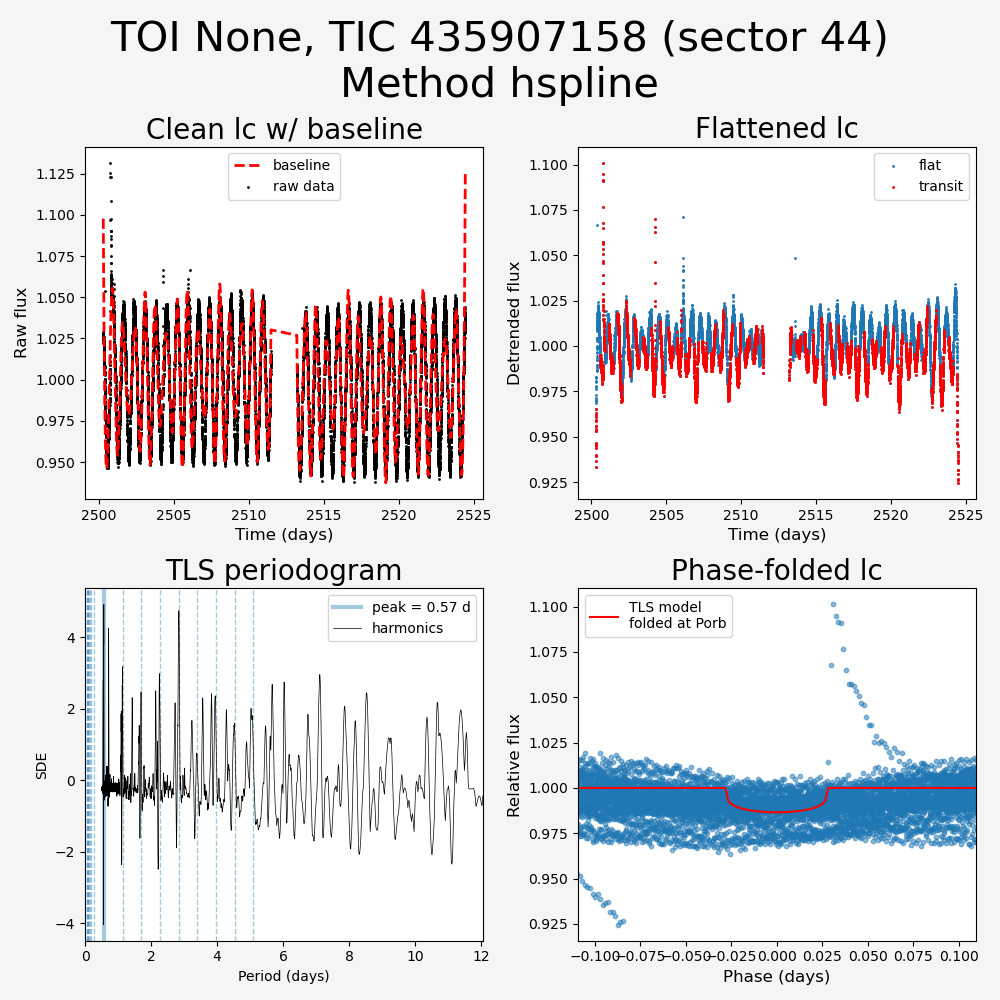 TOI None, TIC 435907158 (sector 44)
Method hspline
Clean lc w/ baseline
baseline
raw data
Raw flux
1.125
1.100
1.075
1.050
1.025
1.000
0.975
0.950
2500 2505 2510 2515 2520 2525
Time (days)
Flattened lc
flat
transit
Detrended flux
1.100
1.075
1.050
1.025
1.000
0.975
0.950
0.925
2500 2505 2510 2515 2520 2525
Time (days)
TLS periodogram
peak = 0.57 d
harmonics
SDE
4
2
0
−2
−4
0 2 4 6 8 10 12
Period (days)
Phase-folded lc
TLS model
folded at Porb
Relative flux
1.100
1.075
1.050
1.025
1.000
0.975
0.950
0.925
−0.100 −0.075 −0.050 −0.025 0.000 0.025 0.050 0.075 0.100
Phase (days)